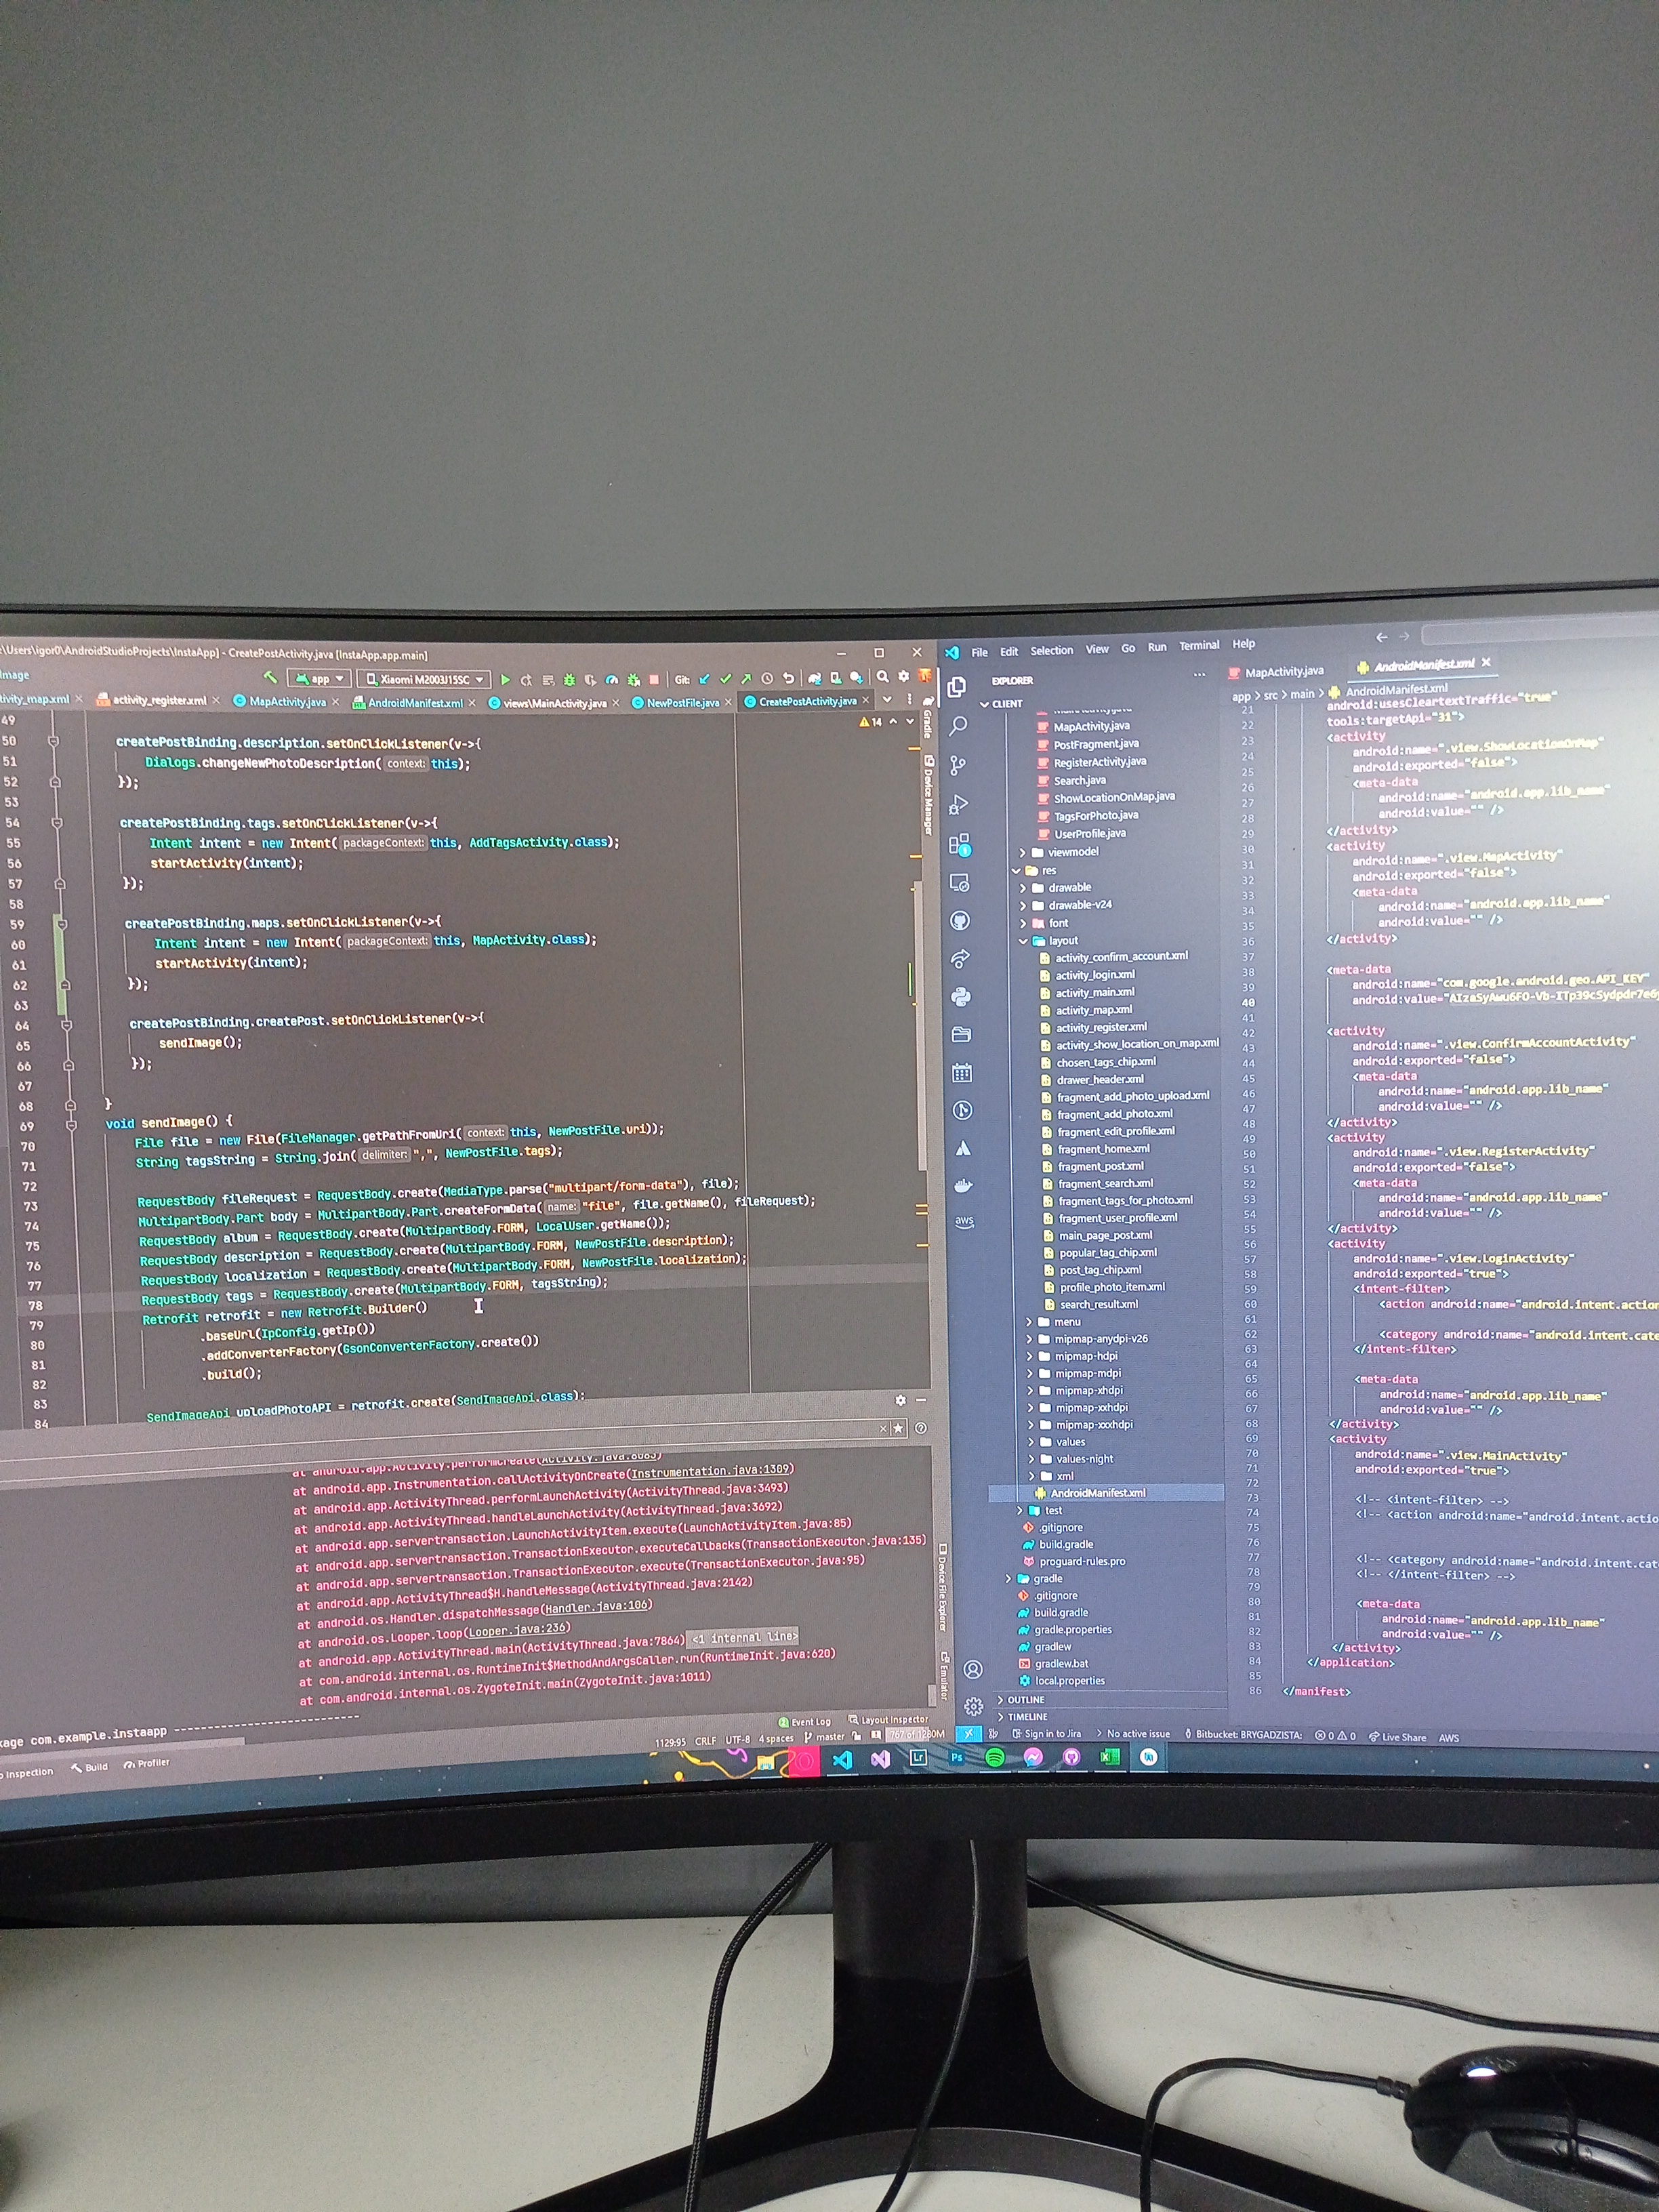 :\Users\igor0\AndroidStudioProjects\InstaApp] - CreatePostActivity.java [InstaApp.app.main]
Image
app
Xiaomi M2003J15SC
Git:
tivity_map.xml
activity_register.xml
MapActivity.java
AndroidManifest.xml
views\MainActivity.java
NewPostFile.java
CreatePostActivity.java
14
Gradle
Device Manager
49
50 createPostBinding.description.setOnClickListener(v->{
51 Dialogs.changeNewPhotoDescription( context: this);
52 });
53
54 createPostBinding.tags.setOnClickListener(v->{
55 Intent intent = new Intent( packageContext: this, AddTagsActivity.class);
56 startActivity(intent);
57 });
58
59 createPostBinding.maps.setOnClickListener(v->{
60 Intent intent = new Intent( packageContext: this, MapActivity.class);
61 startActivity(intent);
62 });
63
64 createPostBinding.createPost.setOnClickListener(v->{
65 sendImage();
66 });
67
68 }
69 void sendImage() {
70 File file = new File(FileManager.getPathFromUri( context: this, NewPostFile.uri));
71 String tagsString = String.join( delimiter: ",", NewPostFile.tags);
72
73 RequestBody fileRequest = RequestBody.create(MediaType.parse("multipart/form-data"), file);
74 MultipartBody.Part body = MultipartBody.Part.createFormData( name: "file", file.getName(), fileRequest);
75 RequestBody album = RequestBody.create(MultipartBody.FORM, LocalUser.getName());
76 RequestBody description = RequestBody.create(MultipartBody.FORM, NewPostFile.description);
77 RequestBody localization = RequestBody.create(MultipartBody.FORM, NewPostFile.localization);
78 RequestBody tags = RequestBody.create(MultipartBody.FORM, tagsString);
79 Retrofit retrofit = new Retrofit.Builder()
80 .baseUrl(IpConfig.getIp())
81 .addConverterFactory(GsonConverterFactory.create())
82 .build();
83
84 SendImageApi uploadPhotoAPI = retrofit.create(SendImageApi.class);
at android.app.Activity.performCreate(Activity.java:8085)
at android.app.Instrumentation.callActivityOnCreate(Instrumentation.java:1309)
at android.app.ActivityThread.performLaunchActivity(ActivityThread.java:3493)
at android.app.ActivityThread.handleLaunchActivity(ActivityThread.java:3692)
at android.app.servertransaction.LaunchActivityItem.execute(LaunchActivityItem.java:85)
at android.app.servertransaction.TransactionExecutor.executeCallbacks(TransactionExecutor.java:135)
at android.app.servertransaction.TransactionExecutor.execute(TransactionExecutor.java:95)
at android.app.ActivityThread$H.handleMessage(ActivityThread.java:2142)
at android.os.Handler.dispatchMessage(Handler.java:106)
at android.os.Looper.loop(Looper.java:236)
at android.app.ActivityThread.main(ActivityThread.java:7864) <1 internal line>
at com.android.internal.os.RuntimeInit$MethodAndArgsCaller.run(RuntimeInit.java:620)
at com.android.internal.os.ZygoteInit.main(ZygoteInit.java:1011)
Device File Explorer
Emulator
kage com.example.instaapp ----------------------------
Event Log
Layout Inspector
1129:95 CRLF UTF-8 4 spaces master 767 of 1280M
Inspection
Build
Profiler
File Edit Selection View Go Run Terminal Help
EXPLORER
CLIENT
MapActivity.java
PostFragment.java
RegisterActivity.java
Search.java
ShowLocationOnMap.java
TagsForPhoto.java
UserProfile.java
viewmodel
res
drawable
drawable-v24
font
layout
activity_confirm_account.xml
activity_login.xml
activity_main.xml
activity_map.xml
activity_register.xml
activity_show_location_on_map.xml
chosen_tags_chip.xml
drawer_header.xml
fragment_add_photo_upload.xml
fragment_add_photo.xml
fragment_edit_profile.xml
fragment_home.xml
fragment_post.xml
fragment_search.xml
fragment_tags_for_photo.xml
fragment_user_profile.xml
main_page_post.xml
popular_tag_chip.xml
post_tag_chip.xml
profile_photo_item.xml
search_result.xml
menu
mipmap-anydpi-v26
mipmap-hdpi
mipmap-mdpi
mipmap-xhdpi
mipmap-xxhdpi
mipmap-xxxhdpi
values
values-night
xml
AndroidManifest.xml
test
.gitignore
build.gradle
proguard-rules.pro
gradle
.gitignore
build.gradle
gradle.properties
gradlew
gradlew.bat
local.properties
OUTLINE
TIMELINE
MapActivity.java
AndroidManifest.xml
app > src > main > AndroidManifest.xml
21 android:usesCleartextTraffic="true"
22 tools:targetApi="31">
23 <activity
24 android:name=".view.ShowLocationOnMap"
25 android:exported="false">
26 <meta-data
27 android:name="android.app.lib_name"
28 android:value="" />
29 </activity>
30 <activity
31 android:name=".view.MapActivity"
32 android:exported="false">
33 <meta-data
34 android:name="android.app.lib_name"
35 android:value="" />
36 </activity>
37
38 <meta-data
39 android:name="com.google.android.geo.API_KEY"
40 android:value=
41
42 <activity
43 android:name=".view.ConfirmAccountActivity"
44 android:exported="false">
45 <meta-data
46 android:name="android.app.lib_name"
47 android:value="" />
48 </activity>
49 <activity
50 android:name=".view.RegisterActivity"
51 android:exported="false">
52 <meta-data
53 android:name="android.app.lib_name"
54 android:value="" />
55 </activity>
56 <activity
57 android:name=".view.LoginActivity"
58 android:exported="true">
59 <intent-filter>
60 <action android:name="android.intent.action
61
62 <category android:name="android.intent.cate
63 </intent-filter>
64
65 <meta-data
66 android:name="android.app.lib_name"
67 android:value="" />
68 </activity>
69 <activity
70 android:name=".view.MainActivity"
71 android:exported="true">
72
73 <!-- <intent-filter> -->
74 <!-- <action android:name="android.intent.actio
75
76
77 <!-- <category android:name="android.intent.cat
78 <!-- </intent-filter> -->
79
80 <meta-data
81 android:name="android.app.lib_name"
82 android:value="" />
83 </activity>
84 </application>
85
86 </manifest>
Sign in to Jira
No active issue
Bitbucket: BRYGADZISTA:
0 0
Live Share
AWS
aws
Lr
Ps